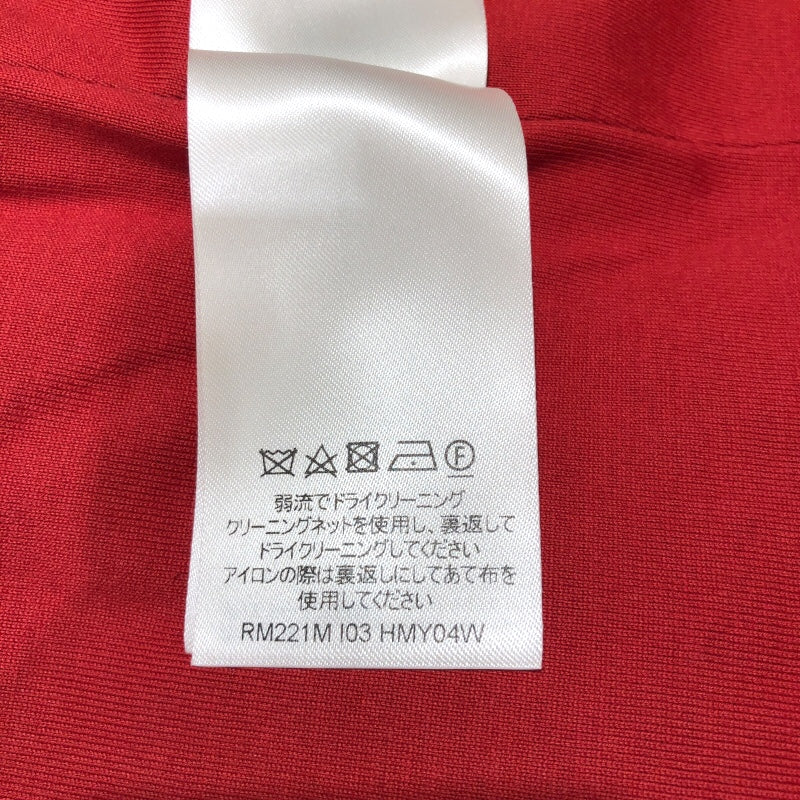 F
弱流でドライクリーニング
クリーニングネットを使用し、裏返して
ドライクリーニングしてください
アイロンの際は裏返しにしてあて布を
使用してください
RM221M I03 HMY04W